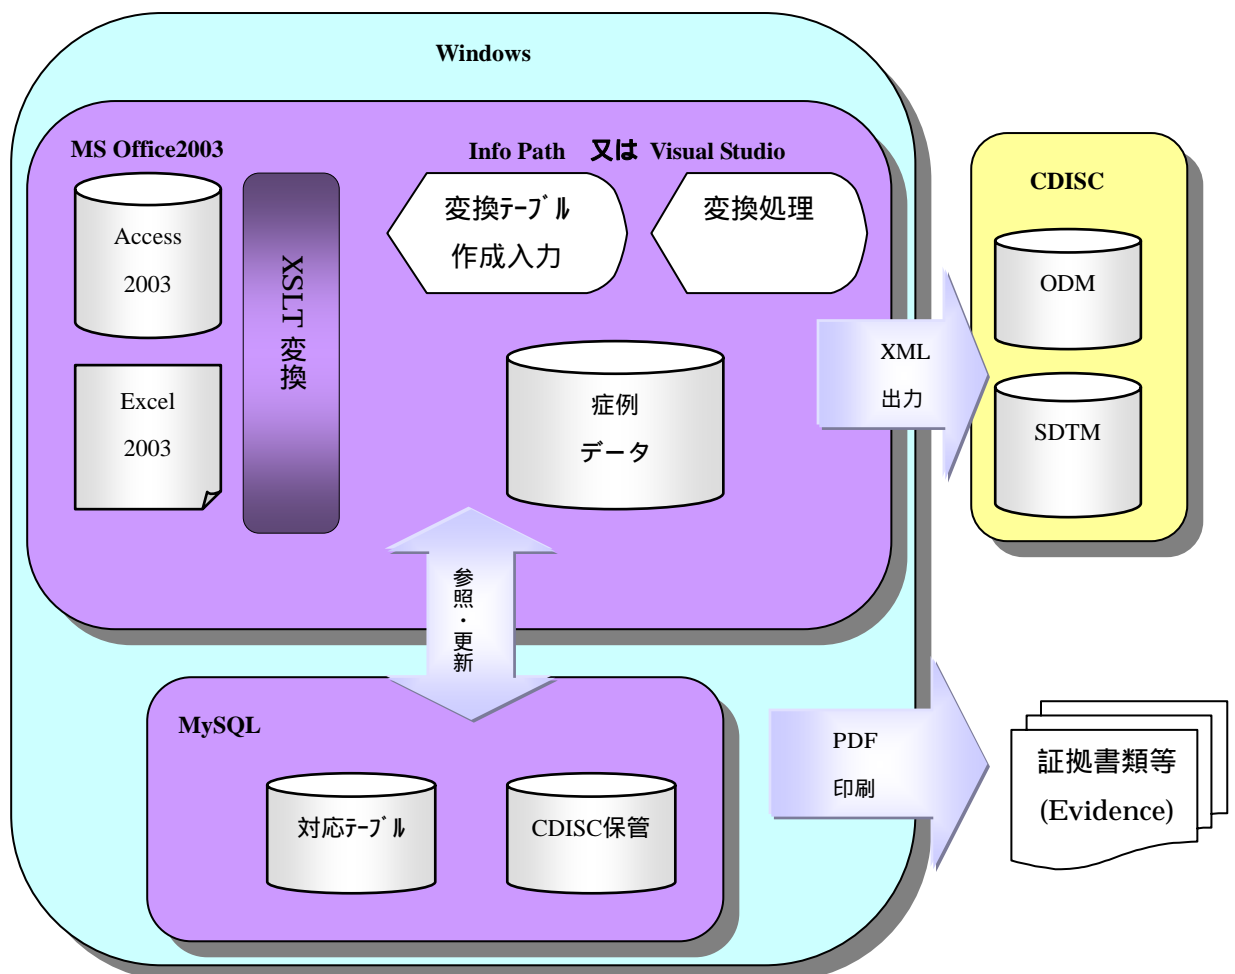 Windows
MS Office2003
Info Path 又は Visual Studio
CDISC
Access
2003
XSLT 変換
変換ﾃｰﾌﾞﾙ
作成入力
変換処理
ODM
XML
出力
Excel
2003
症例
データ
SDTM
参照・更新
MySQL
PDF
印刷
証拠書類等
(Evidence)
対応ﾃｰﾌﾞﾙ
CDISC保管